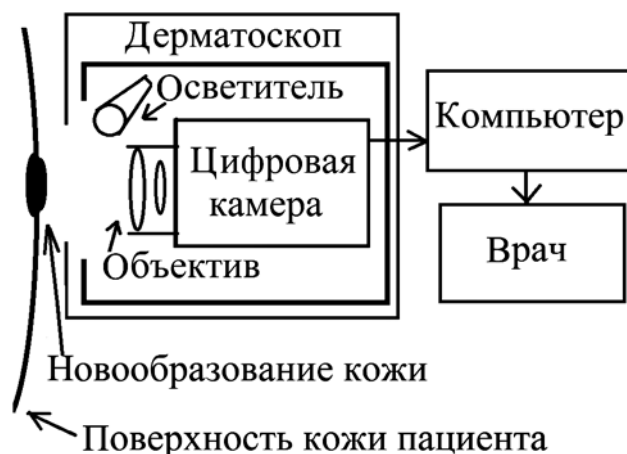 Дерматоскоп
Осветитель
Компьютер
Цифровая
камера
Врач
Объектив
Новообразование кожи
Поверхность кожи пациента